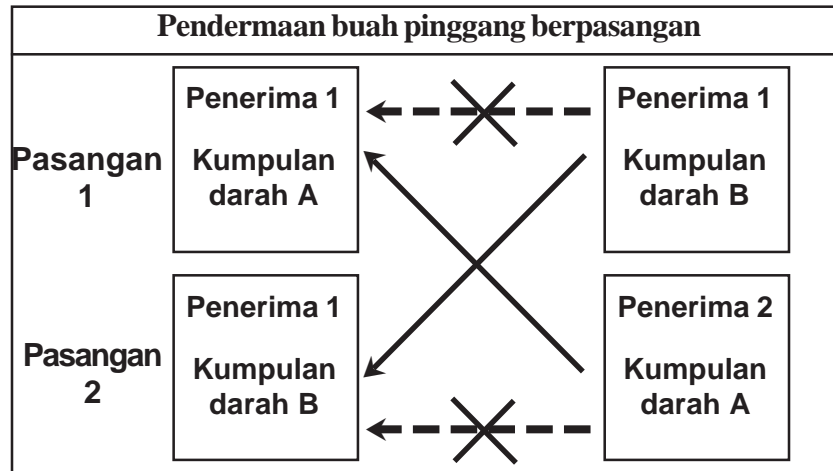 Pendermaan buah pinggang berpasangan
Pasangan
1
Penerima 1
Kumpulan
darah A
Penerima 1
Kumpulan
darah B
Pasangan
2
Penerima 1
Kumpulan
darah B
Penerima 2
Kumpulan
darah A